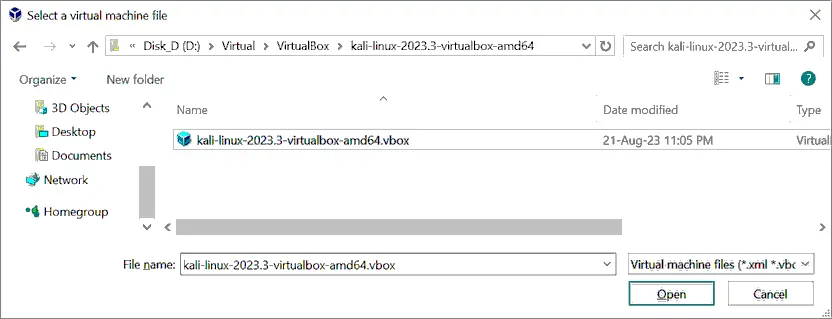 Select a virtual machine file
« Disk_D (D:) > Virtual > VirtualBox > kali-linux-2023.3-virtualbox-amd64
Search kali-linux-2023.3-virtual...
Organize
New folder
?
3D Objects
Desktop
Documents
Network
Homegroup
Name Date modified Type
kali-linux-2023.3-virtualbox-amd64.vbox 21-Aug-23 11:05 PM Virtual
File name: kali-linux-2023.3-virtualbox-amd64.vbox Virtual machine files (*.xml *.vbo
Open Cancel